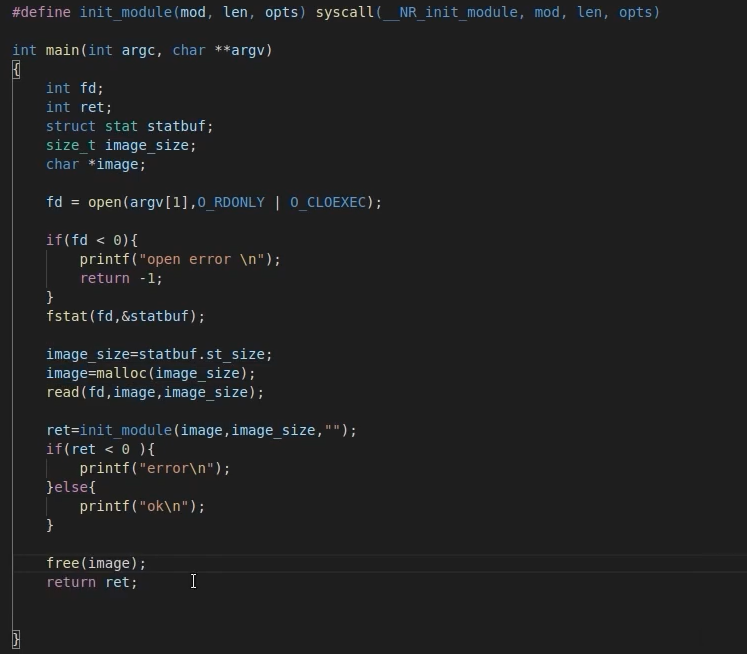 #define init_module(mod, len, opts) syscall(__NR_init_module, mod, len, opts)
int main(int argc, char **argv)
{
int fd;
int ret;
struct stat statbuf;
size_t image_size;
char *image;
fd = open(argv[1],O_RDONLY | O_CLOEXEC);
if(fd < 0){
printf("open error \n");
return -1;
}
fstat(fd,&statbuf);
image_size=statbuf.st_size;
image=malloc(image_size);
read(fd,image,image_size);
ret=init_module(image,image_size,"");
if(ret < 0 ){
printf("error\n");
}else{
printf("ok\n");
}
free(image);
return ret;
}